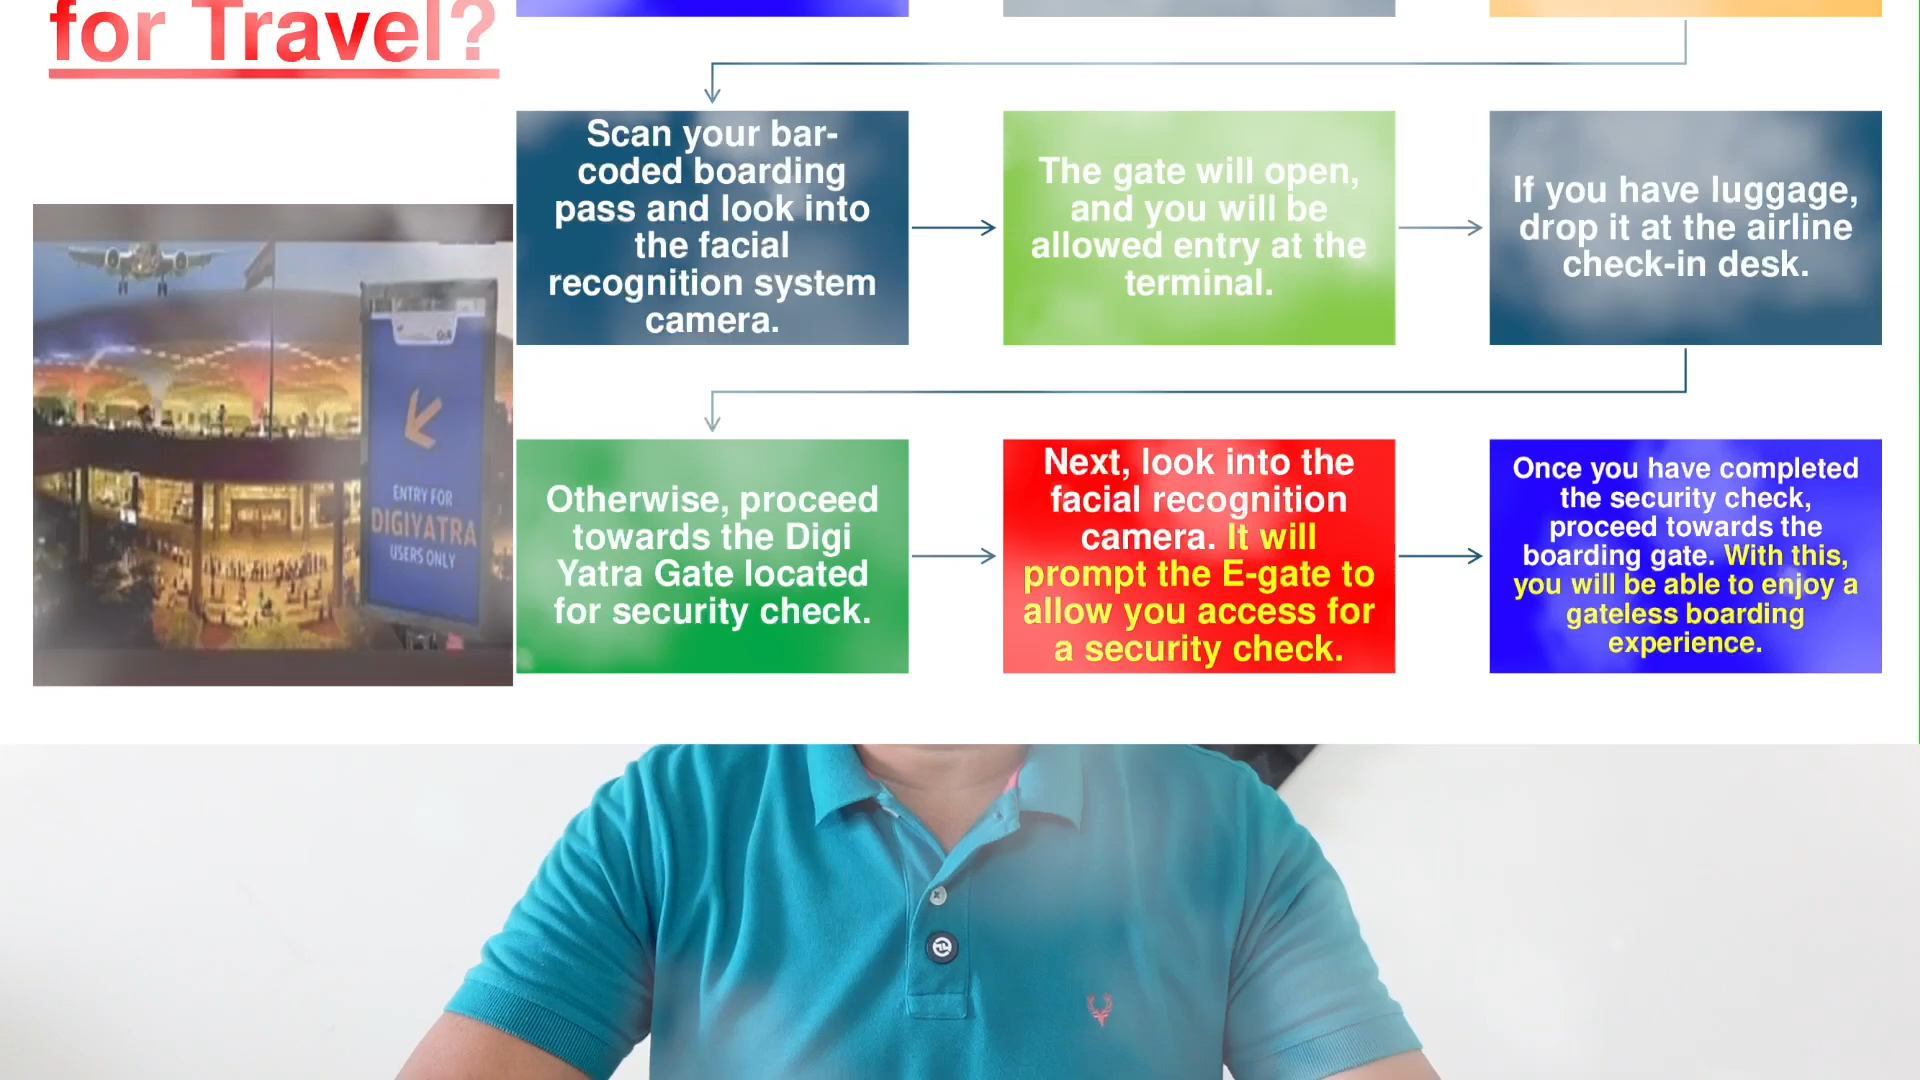 for Travel?
Scan your bar-
coded boarding
pass and look into
the facial
recognition system
camera.
The gate will open,
and you will be
allowed entry at the
terminal.
If you have luggage,
drop it at the airline
check-in desk.
ENTRY FOR
DIGIYATRA
USERS ONLY
Otherwise, proceed
towards the Digi
Yatra Gate located
for security check.
Next, look into the
facial recognition
camera. It will
prompt the E-gate to
allow you access for
a security check.
Once you have completed
the security check,
proceed towards the
boarding gate. With this,
you will be able to enjoy a
gateless boarding
experience.